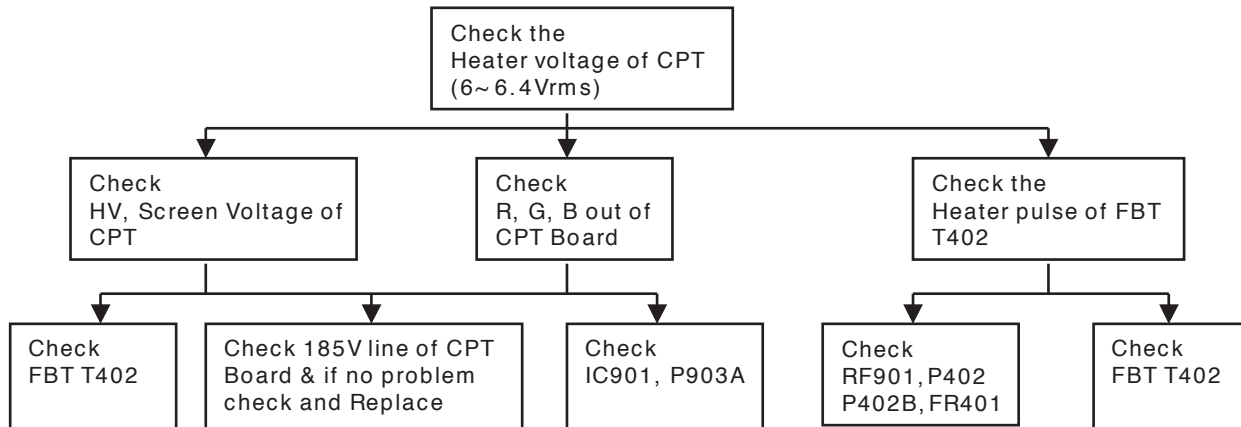 Check the
Heater voltage of CPT
(6~6.4Vrms)
Check
HV, Screen Voltage of
CPT
Check
R, G, B out of
CPT Board
Check the
Heater pulse of FBT
T402
Check
FBT T402
Check 185V line of CPT
Board & if no problem
check and Replace
Check
IC901, P903A
Check
RF901, P402
P402B, FR401
Check
FBT T402